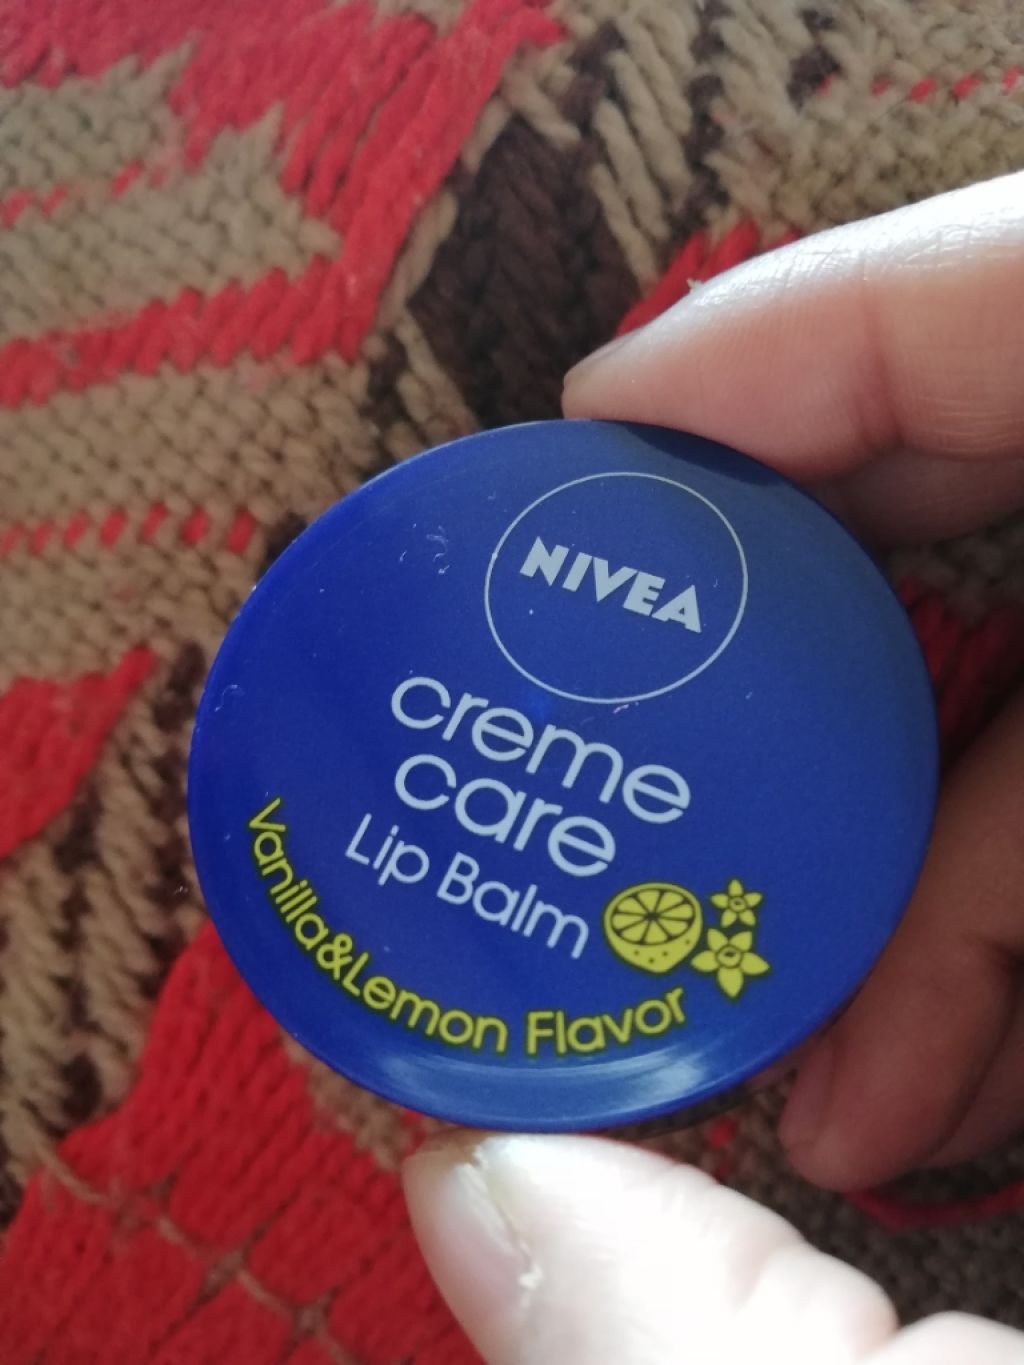 NIVEA
creme
care
Lip Balm
Vanilla&Lemon Flavor